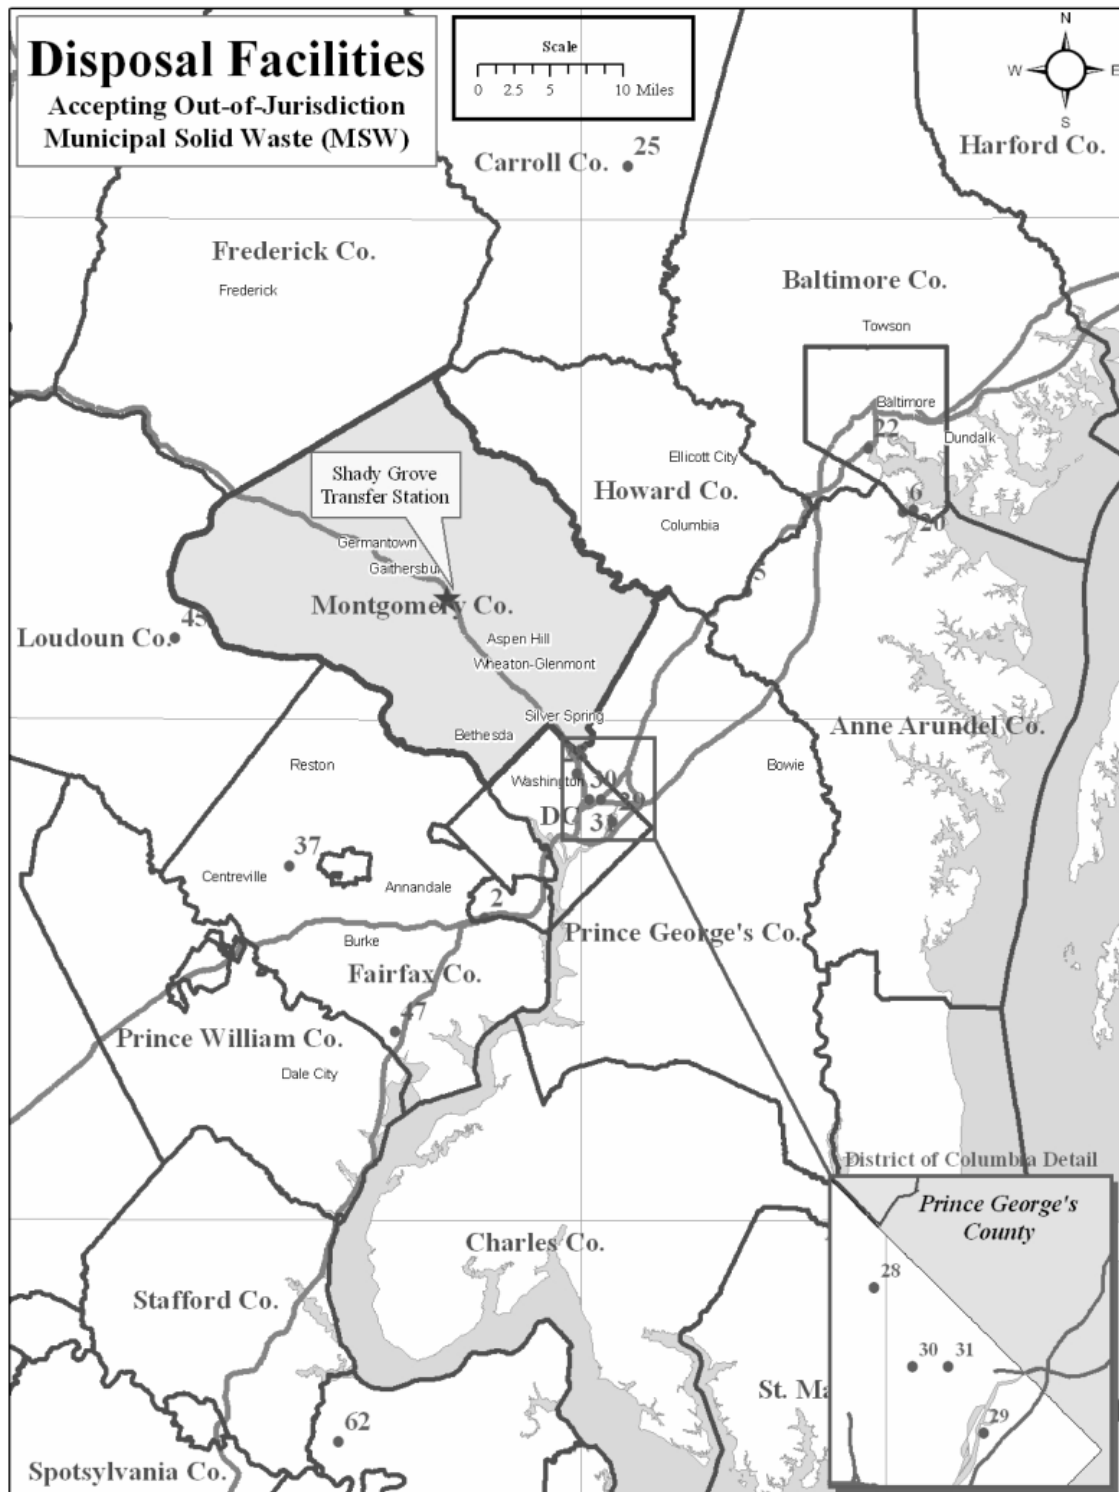 Disposal Facilities
Accepting Out-of-Jurisdiction
Municipal Solid Waste (MSW)
Scale
0 2.5 5 10 Miles
N
W E
S
Carroll Co.
25
Harford Co.
Frederick Co.
Frederick
Baltimore Co.
Towson
Baltimore
22
Dundalk
Ellicott City
Howard Co.
Columbia
6
20
5
Shady Grove
Transfer Station
Germantown
Montgomery Co.
45
Loudoun Co.
Aspen Hill
Wheaton-Glenmont
Silver Spring
Bethesda
Anne Arundel Co.
Reston
Bowie
Washington
30
29
DC
31
37
Centreville
Annandale
2
Burke
Prince George's Co.
Fairfax Co.
47
Prince William Co.
Dale City
District of Columbia Detail
Prince George's
County
28
30 31
29
Charles Co.
Stafford Co.
St. Ma
62
Spotsylvania Co.